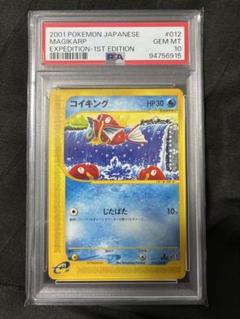 2001 POKEMON JAPANESE #012
MAGIKARP GEM MT
EXPEDITION-1ST EDITION 10
PSA 94756915
コイキング HP30
じたばた 10
e